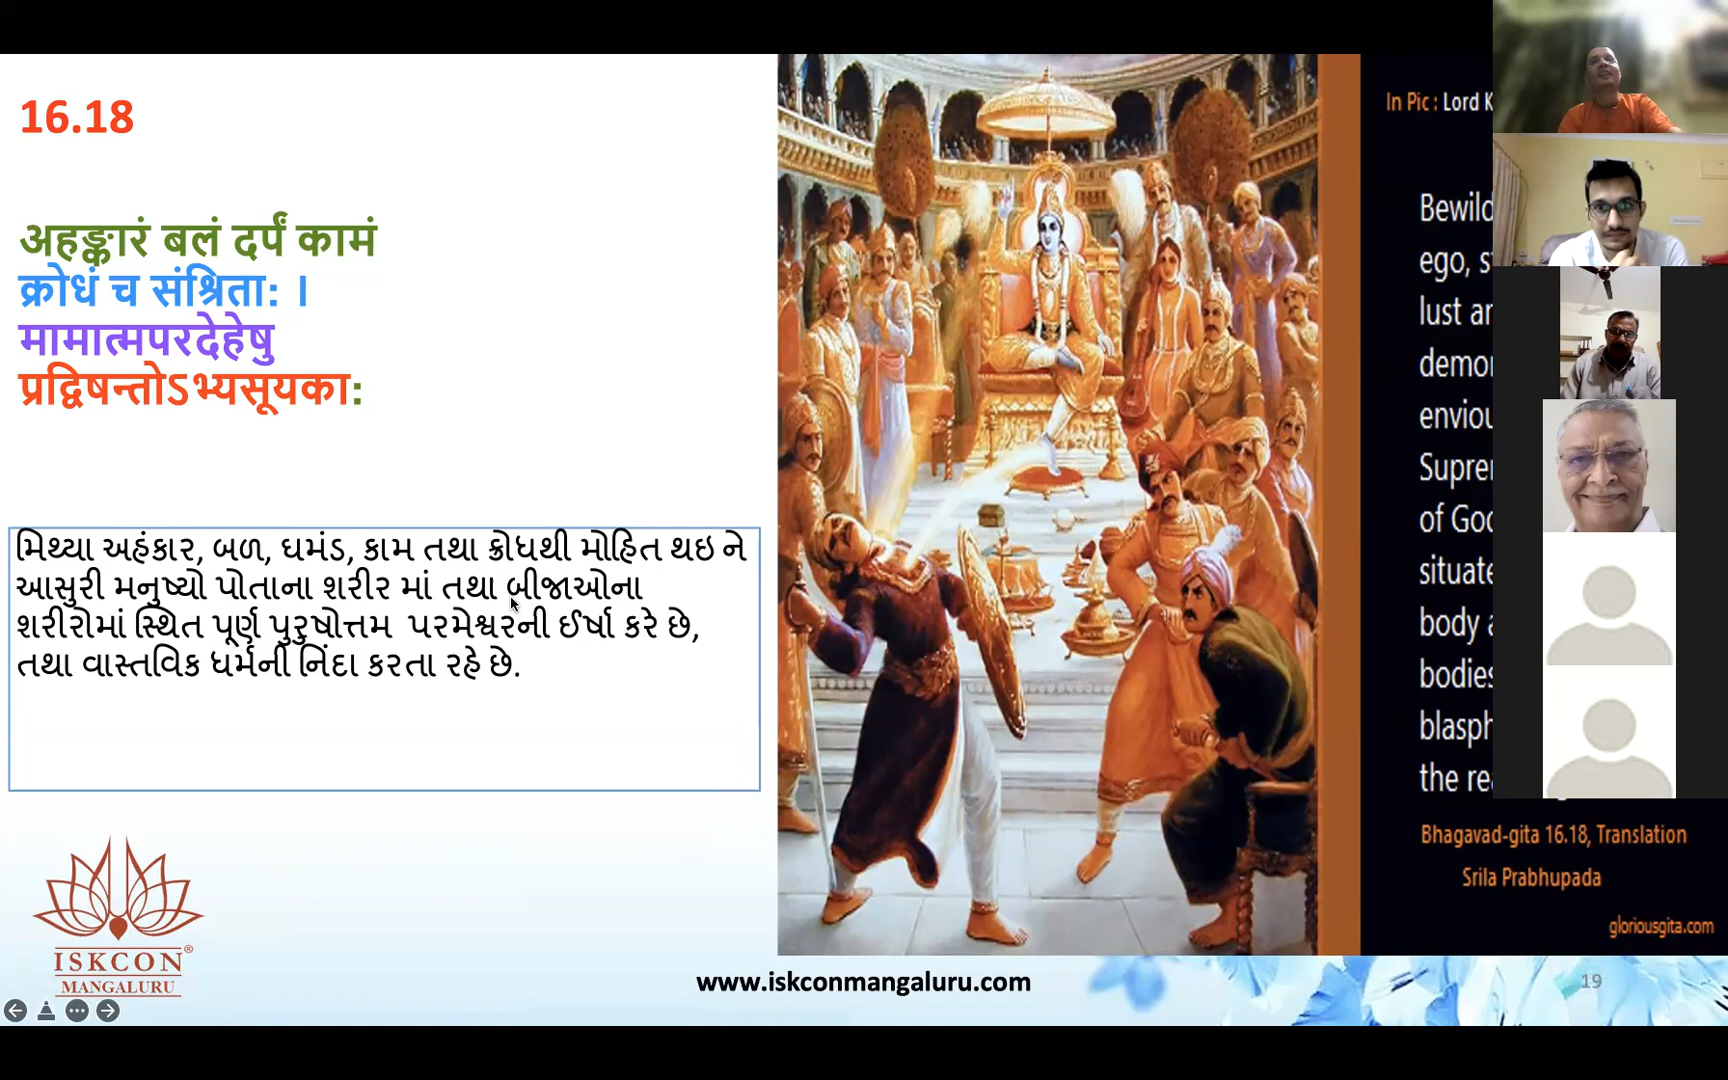 16.18
अहङ्कारं बलं दर्पं कामं
क्रोधं च संश्रिताः ।
मामात्मपरदेहेषु
प्रद्विषन्तोऽभ्यसूयकाः
મિથ્યા અહંકાર, બળ, ઘમંડ, કામ તથા ક્રોધથી મોહિત થઇ ને
આસુરી મનુષ્યો પોતાના શરીર માં તથા બીજાઓના
શરીરોમાં સ્થિત પૂર્ણ પુરુષોત્તમ પરમેશ્વરની ઈર્ષા કરે છે,
તથા વાસ્તવિક ધર્મની નિંદા કરતા રહે છે.
ISKCON®
MANGALURU
www.iskconmangaluru.com
In Pic : Lord K
Bewild
ego, s
lust ar
demo
enviou
Suprem
of God
situate
body a
bodies
blasph
the re
Bhagavad-gita 16.18, Translation
Srila Prabhupada
gloriousgita.com
19